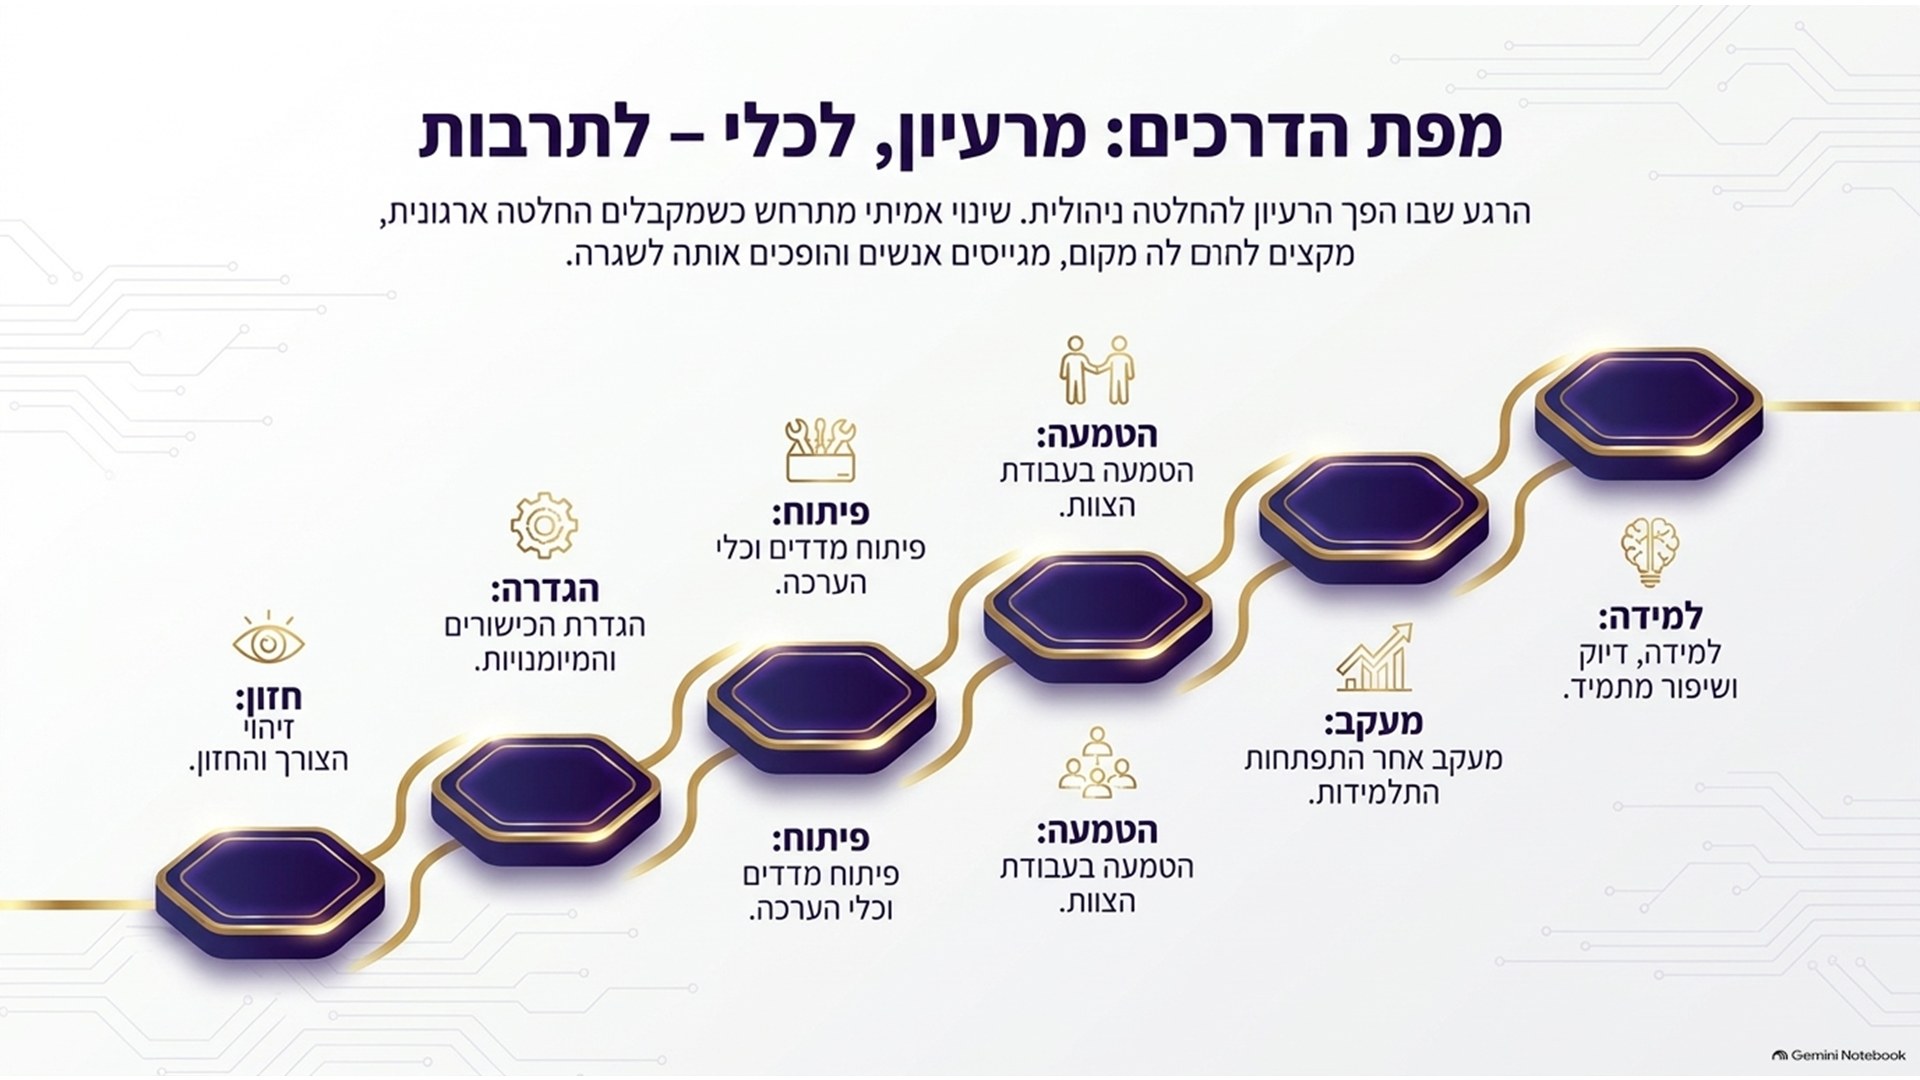 מפת הדרכים: מרעיון, לכלי – לתרבות
הרגע שבו הפך הרעיון להחלטה ניהולית. שינוי אמיתי מתרחש כשמקבלים החלטה ארגונית,
מקצים לה מקום, מגייסים אנשים והופכים אותה לשגרה.
חזון:
זיהוי
הצורך והחזון.
הגדרה:
הגדרת הכישורים
והמיומנויות.
פיתוח:
פיתוח מדדים וכלי
הערכה.
פיתוח:
פיתוח מדדים
וכלי הערכה.
הטמעה:
הטמעה בעבודת
הצוות.
הטמעה:
הטמעה בעבודת
הצוות.
מעקב:
מעקב אחר התפתחות
התלמידות.
למידה:
למידה, דיוק
ושיפור מתמיד.
Gemini Notebook